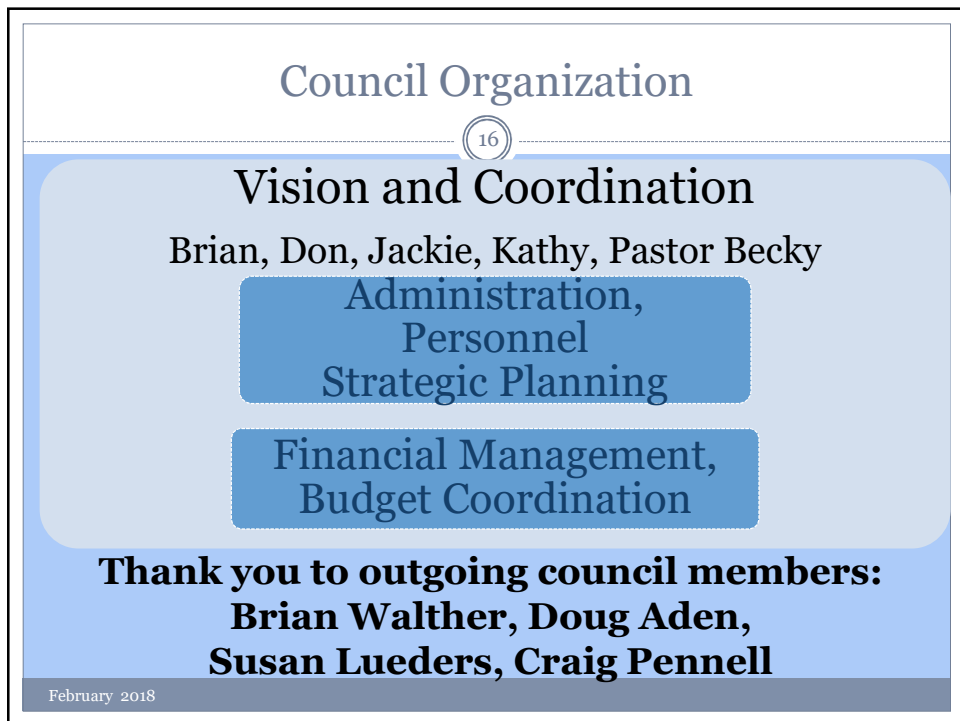 Council Organization
16
Vision and Coordination
Brian, Don, Jackie, Kathy, Pastor Becky
Administration,
Personnel
Strategic Planning
Financial Management,
Budget Coordination
Thank you to outgoing council members:
Brian Walther, Doug Aden,
Susan Lueders, Craig Pennell
February 2018